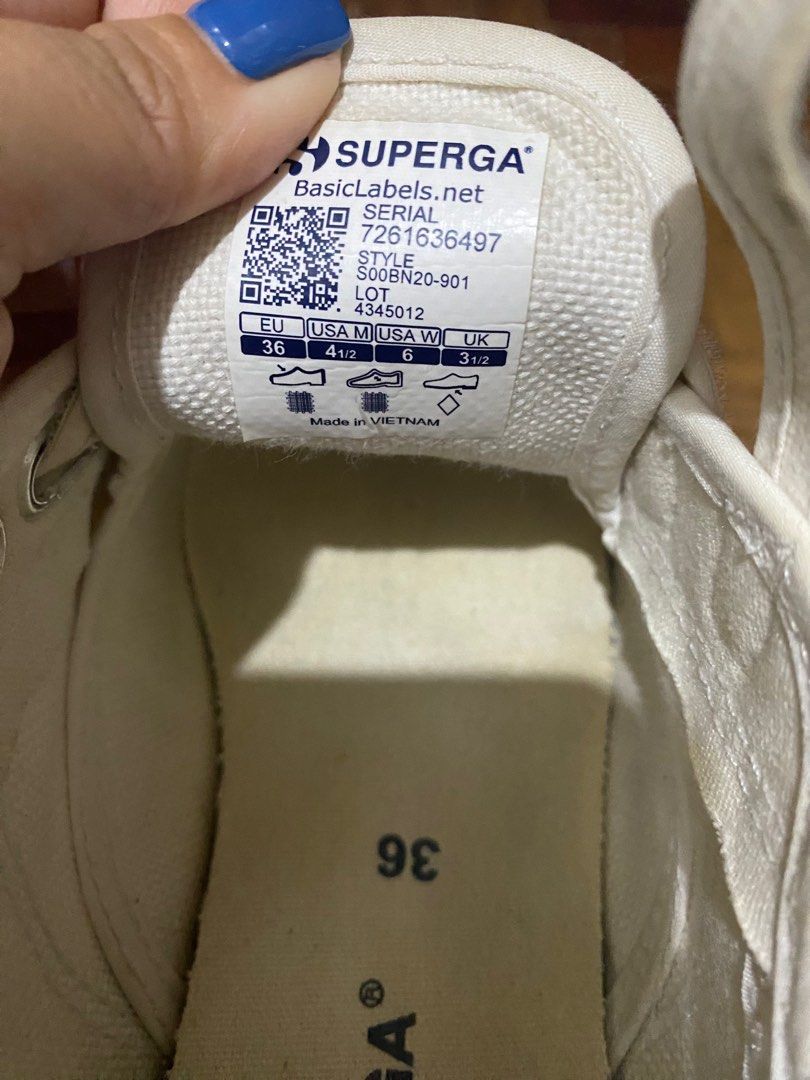 SUPERGA®
BasicLabels.net
SERIAL
7261636497
STYLE
S00BN20-901
LOT
4345012
EU USA M USA W UK
36 4 1/2 6 3 1/2
Made in VIETNAM
36
GA®